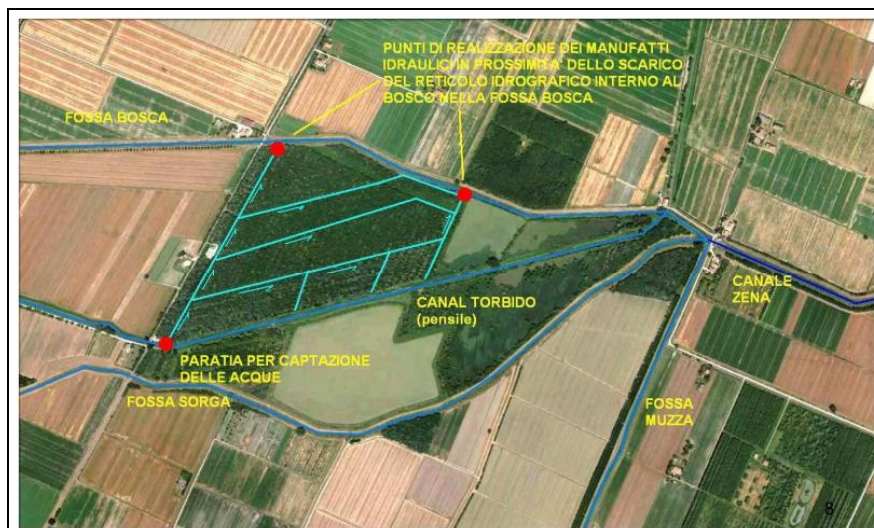 PUNTI DI REALIZZAZIONE DEI MANUFATTI
IDRAULICI IN PROSSIMITA' DELLO SCARICO
DEL RETICOLO IDROGRAFICO INTERNO AL
BOSCO NELLA FOSSA BOSCA
FOSSA BOSCA
CANALE
ZENA
CANAL TORBIDO
(pensile)
PARATIA PER CAPTAZIONE
DELLE ACQUE
FOSSA SORGA
FOSSA
MUZZA
8